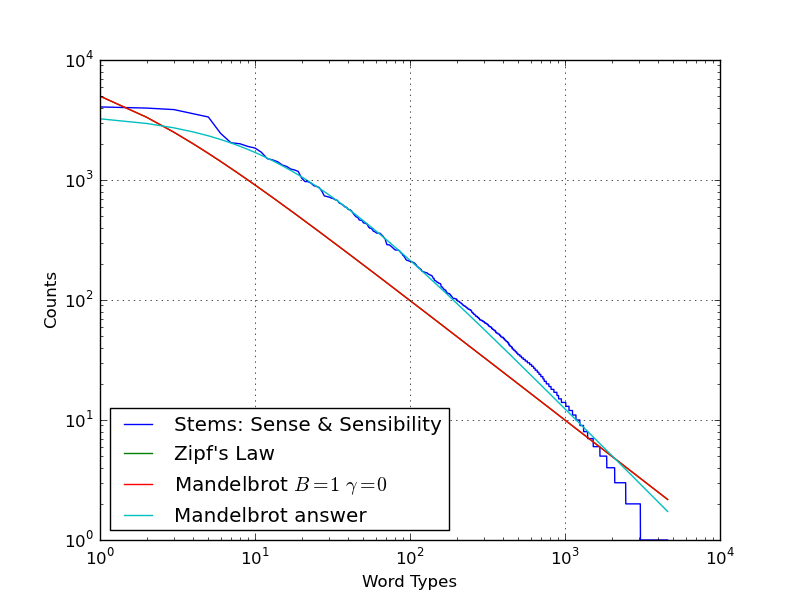 10^4
10^3
10^2
10^1
10^0
Counts
Stems: Sense & Sensibility
Zipf's Law
Mandelbrot B=1 γ=0
Mandelbrot answer
10^0 10^1 10^2 10^3 10^4
Word Types